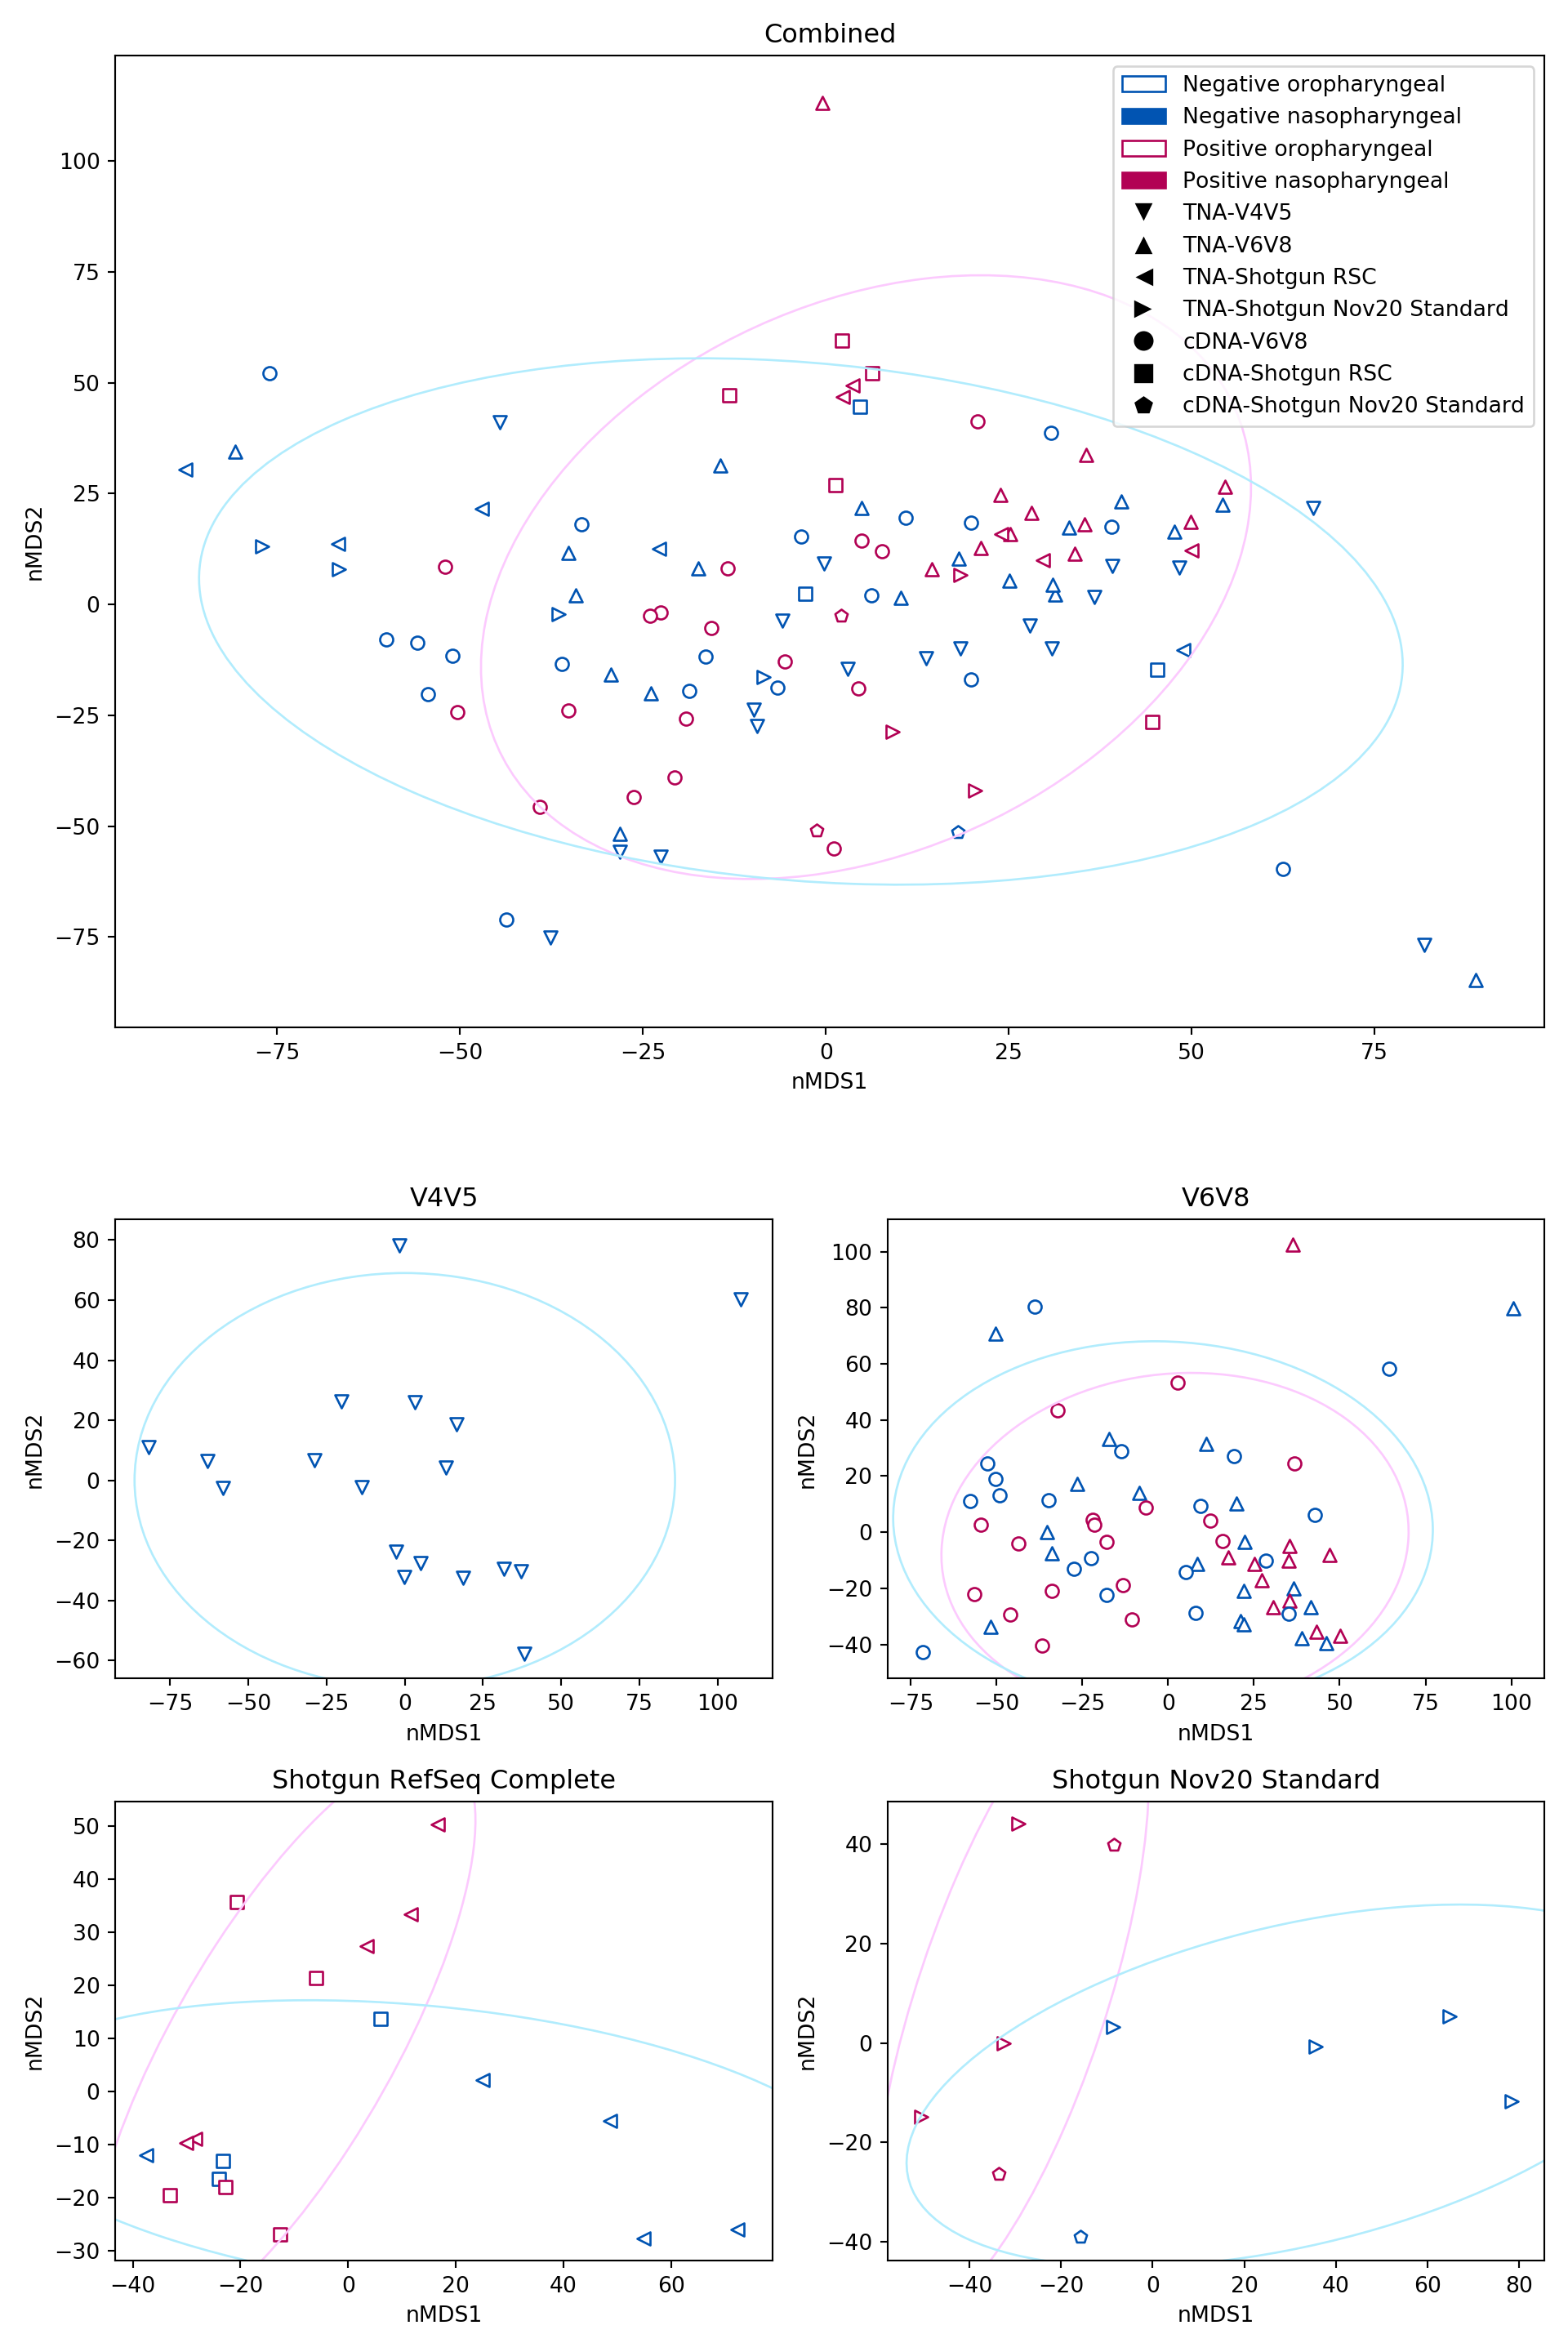 Combined
Negative oropharyngeal
Negative nasopharyngeal
Positive oropharyngeal
Positive nasopharyngeal
TNA-V4V5
TNA-V6V8
TNA-Shotgun RSC
TNA-Shotgun Nov20 Standard
cDNA-V6V8
cDNA-Shotgun RSC
cDNA-Shotgun Nov20 Standard
100
75
50
25
0
−25
−50
−75
nMDS2
−75 −50 −25 0 25 50 75
nMDS1
V4V5
80
60
40
20
0
−20
−40
−60
nMDS2
−75 −50 −25 0 25 50 75 100
nMDS1
V6V8
100
80
60
40
20
0
−20
−40
nMDS2
−75 −50 −25 0 25 50 75 100
nMDS1
Shotgun RefSeq Complete
50
40
30
20
10
0
−10
−20
−30
nMDS2
−40 −20 0 20 40 60
nMDS1
Shotgun Nov20 Standard
40
20
0
−20
−40
nMDS2
−40 −20 0 20 40 60 80
nMDS1